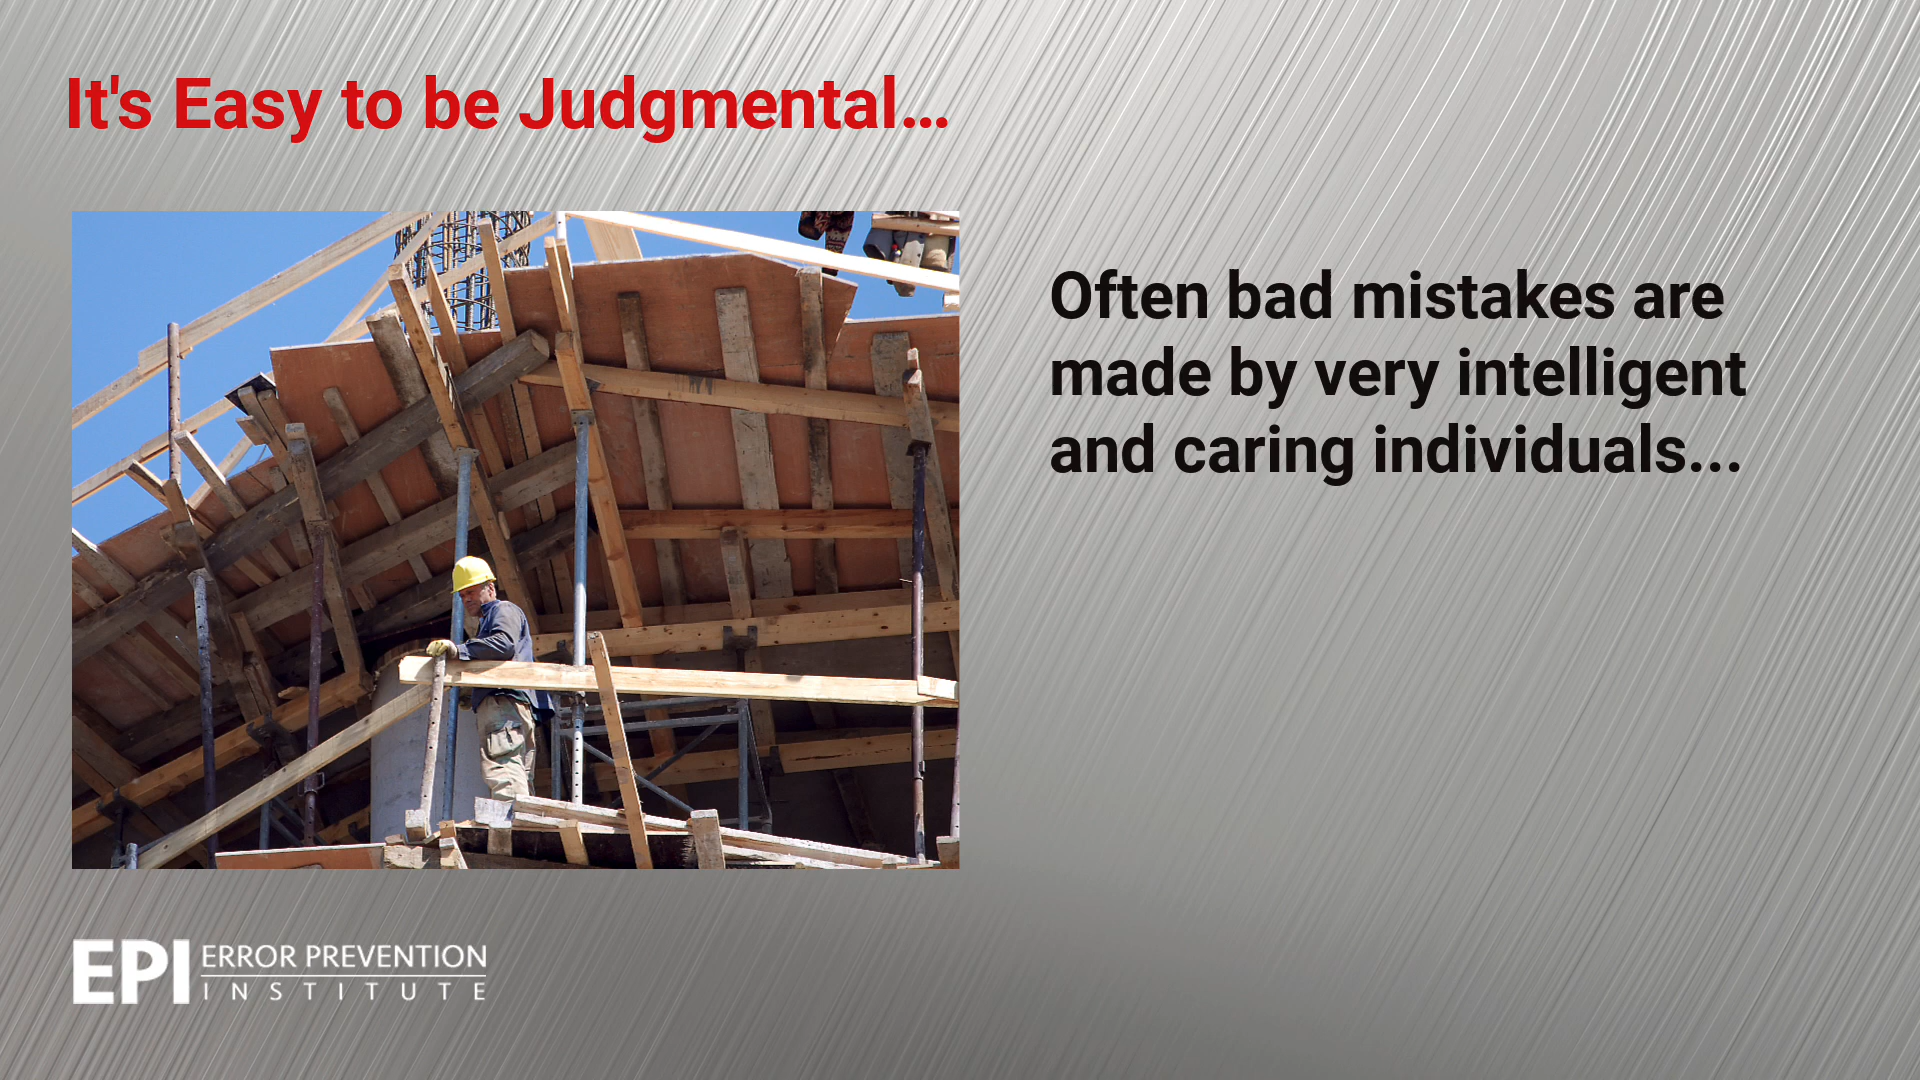 It's Easy to be Judgmental...
Often bad mistakes are
made by very intelligent
and caring individuals...
EPI ERROR PREVENTION
INSTITUTE